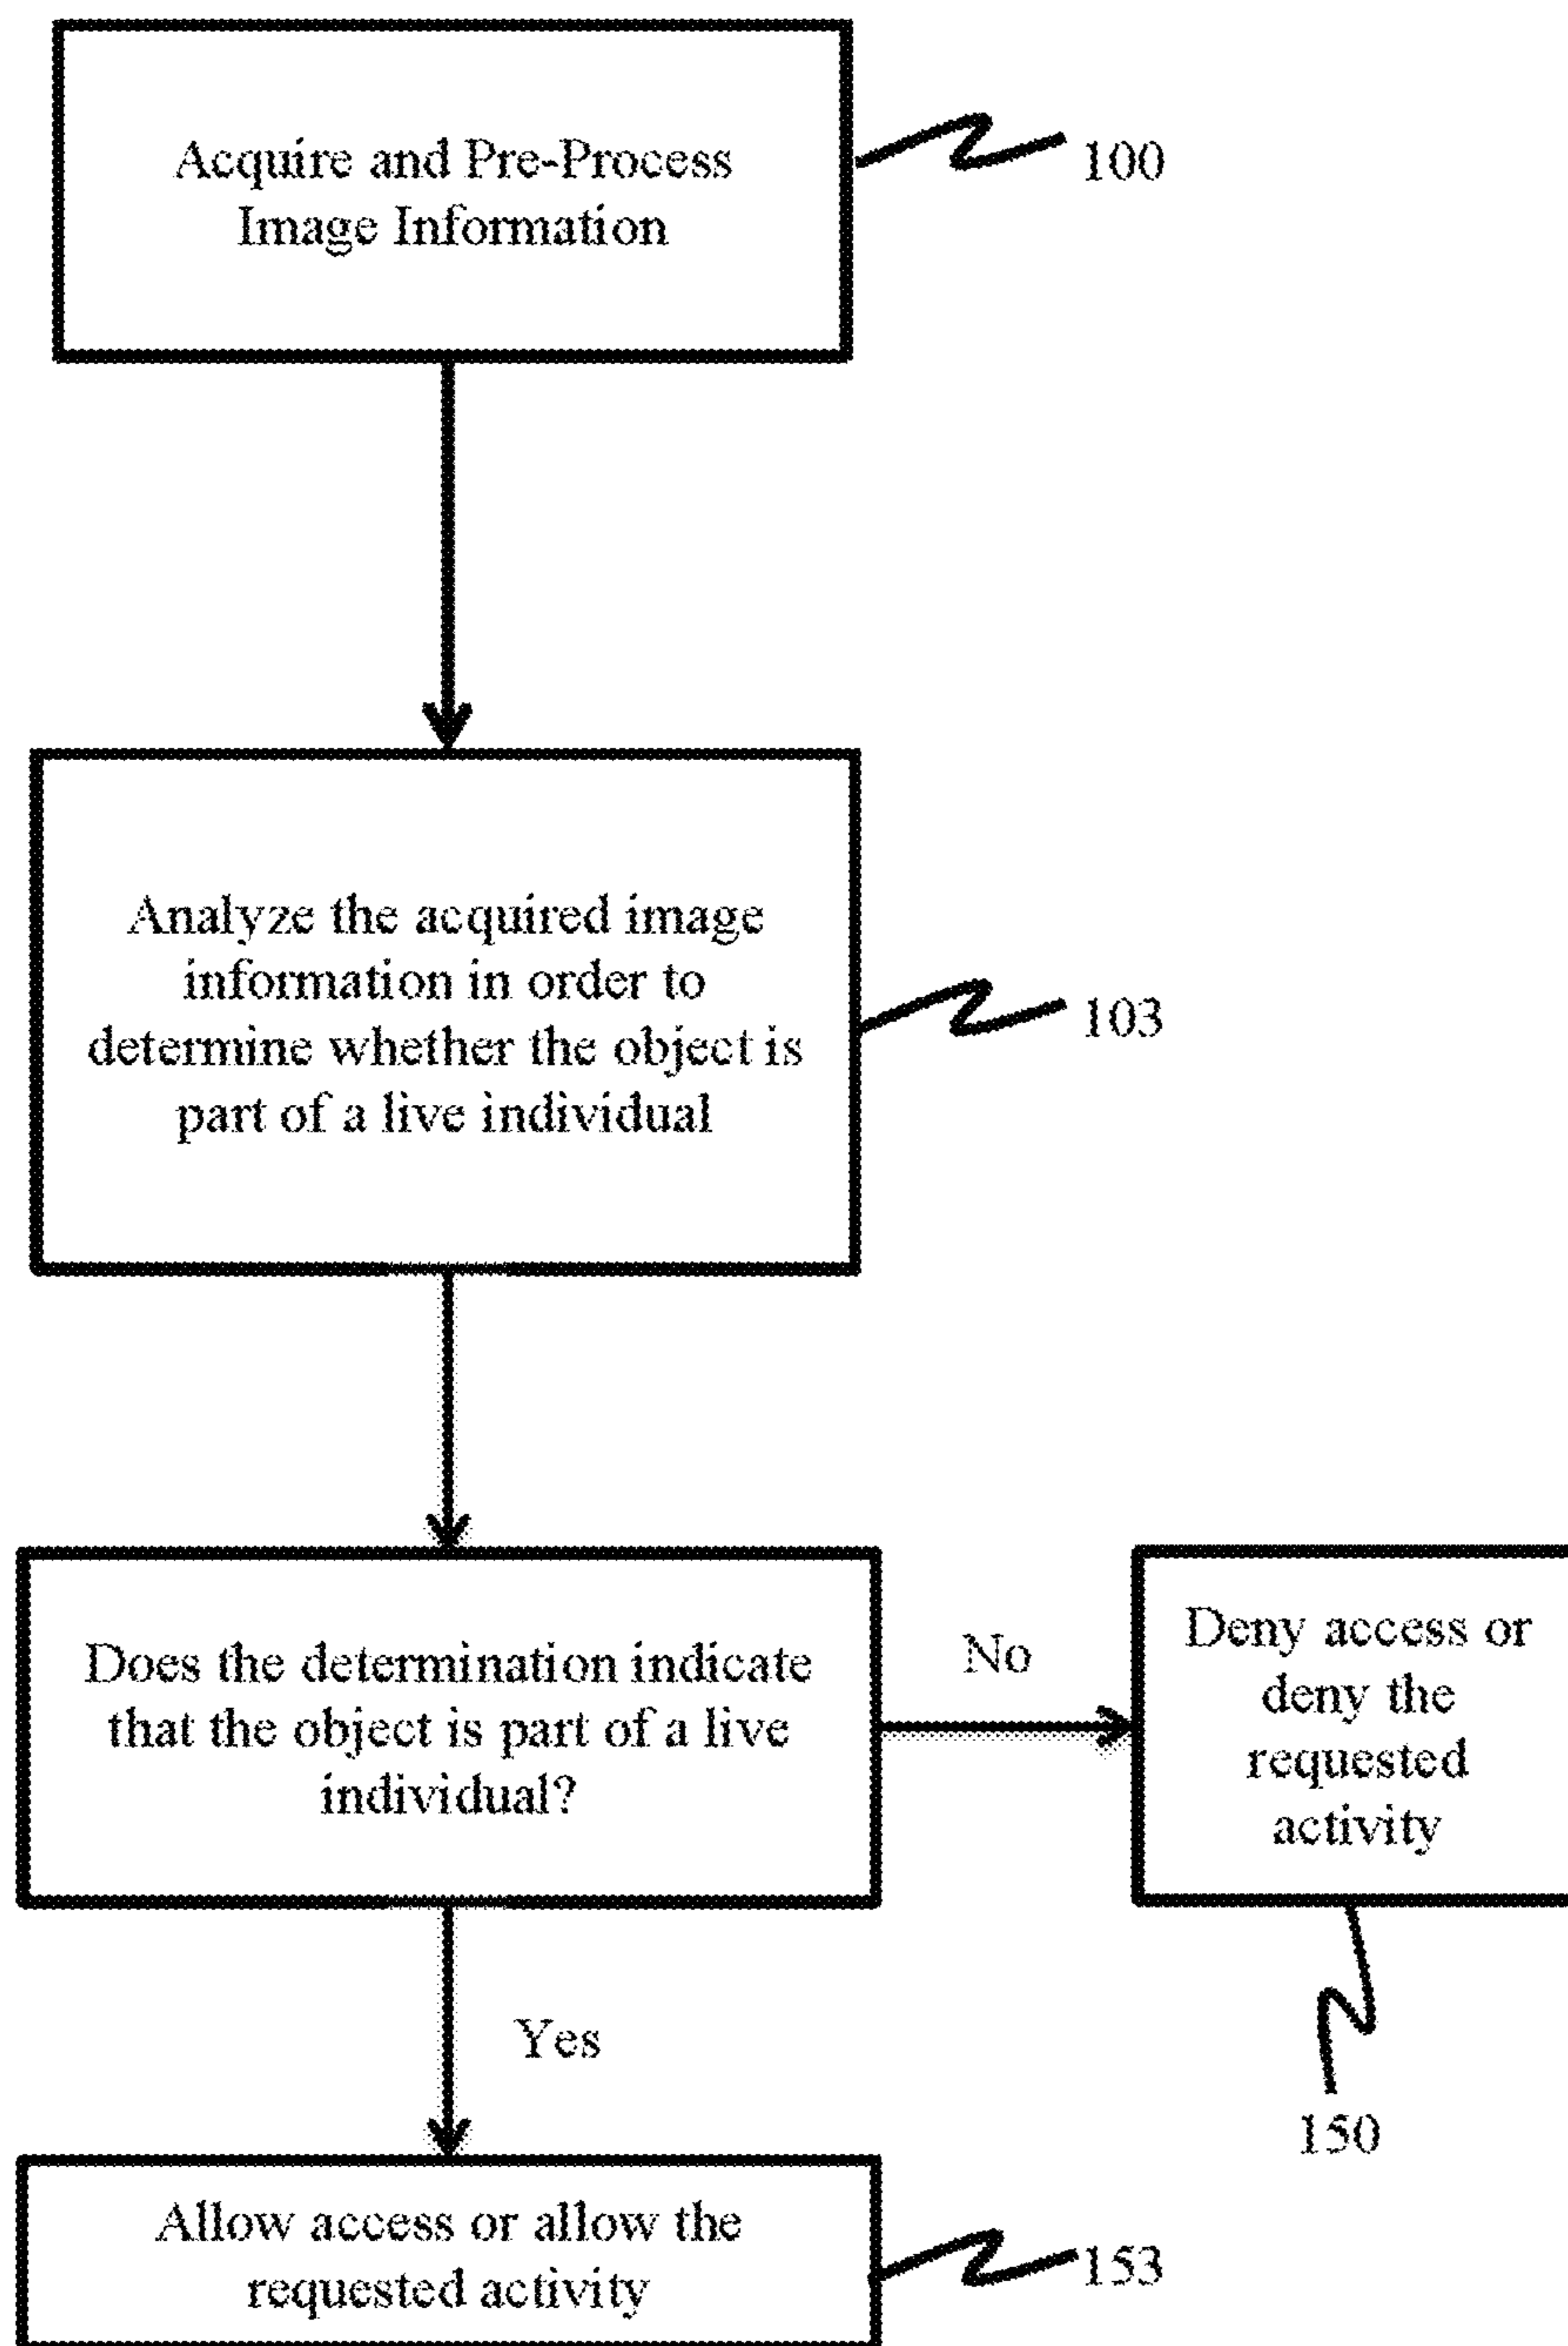 Acquire and Pre-Process
Image Information
100
Analyze the acquired image
information in order to
determine whether the object is
part of a live individual
103
Does the determination indicate
that the object is part of a live
individual?
No
Deny access or
deny the
requested
activity
150
Yes
Allow access or allow the
requested activity
153